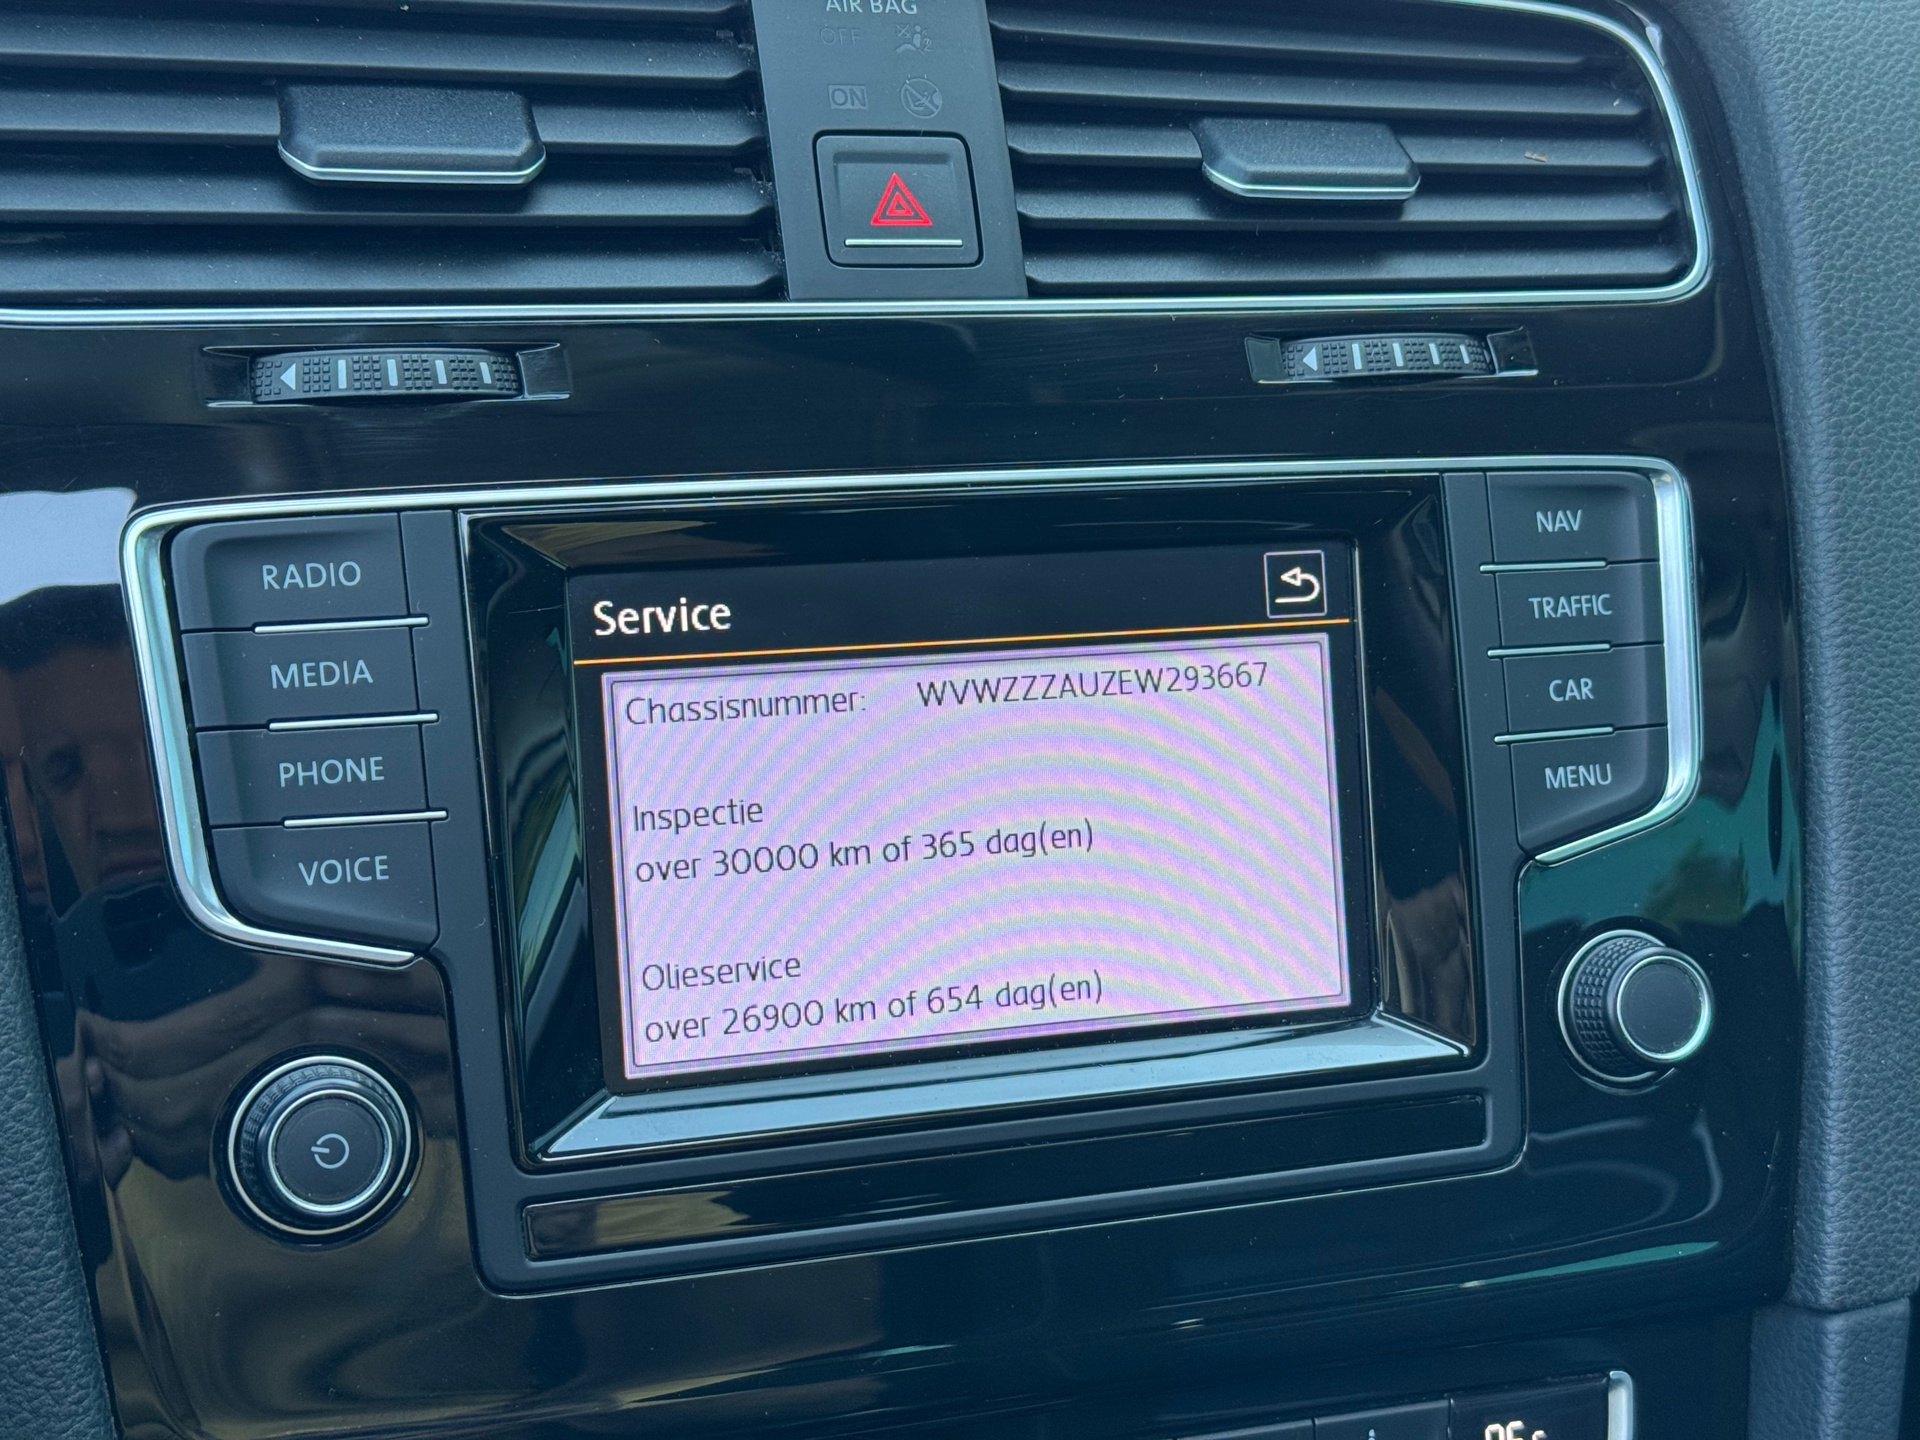 AIR BAG
OFF
ON
RADIO
MEDIA
PHONE
VOICE
NAV
TRAFFIC
CAR
MENU
Service
Chassisnummer: WVWZZZAUZEW293667
Inspectie
over 30000 km of 365 dag(en)
Olieservice
over 26900 km of 654 dag(en)